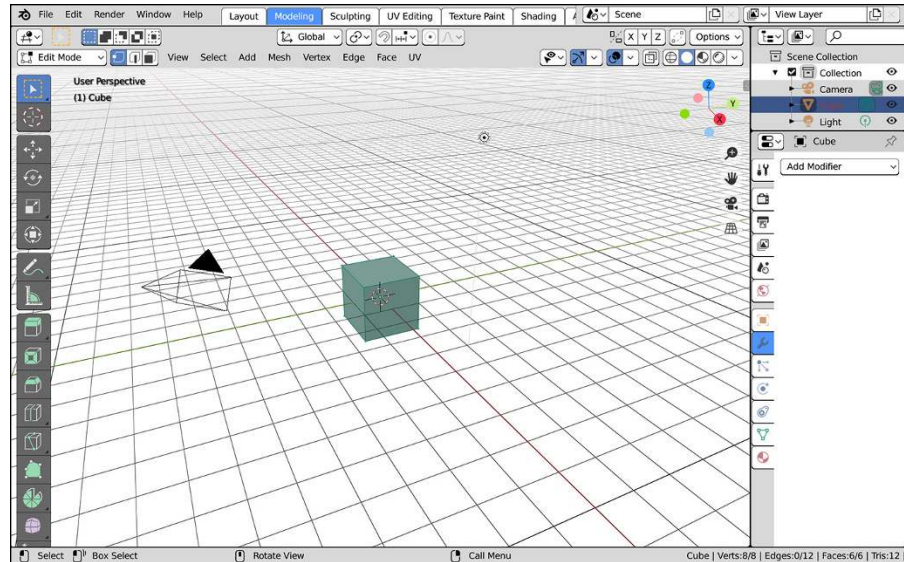 File Edit Render Window Help Layout Modeling Sculpting UV Editing Texture Paint Shading Scene View Layer
Global X Y Z Options
Edit Mode View Select Add Mesh Vertex Edge Face UV
User Perspective
(1) Cube
Z
Y
X
Scene Collection
Collection
Camera
Light
Cube
Add Modifier
Select Box Select Rotate View Call Menu Cube | Verts:8/8 | Edges:0/12 | Faces:6/6 | Tris:12 |